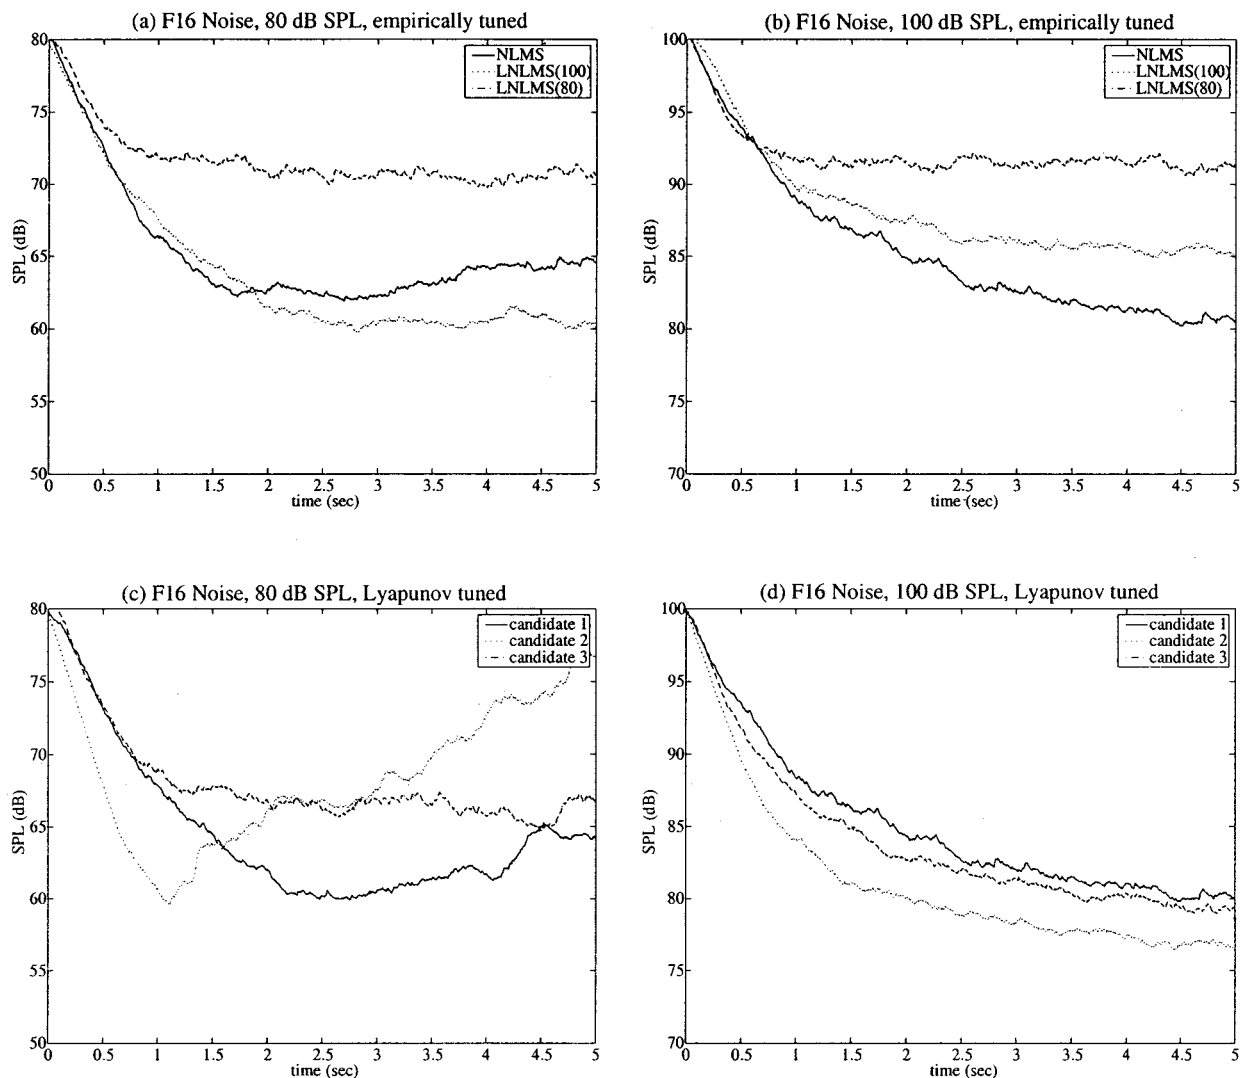 (a) F16 Noise, 80 dB SPL, empirically tuned
80
75
70
65
60
55
50
SPL (dB)
NLMS
LNLMS(100)
LNLMS(80)
0 0.5 1 1.5 2 2.5 3 3.5 4 4.5 5
time (sec)
(b) F16 Noise, 100 dB SPL, empirically tuned
100
95
90
85
80
75
70
SPL (dB)
NLMS
LNLMS(100)
LNLMS(80)
0 0.5 1 1.5 2 2.5 3 3.5 4 4.5 5
time (sec)
(c) F16 Noise, 80 dB SPL, Lyapunov tuned
80
75
70
65
60
55
50
SPL (dB)
candidate 1
candidate 2
candidate 3
0 0.5 1 1.5 2 2.5 3 3.5 4 4.5 5
time (sec)
(d) F16 Noise, 100 dB SPL, Lyapunov tuned
100
95
90
85
80
75
70
SPL (dB)
candidate 1
candidate 2
candidate 3
0 0.5 1 1.5 2 2.5 3 3.5 4 4.5 5
time (sec)